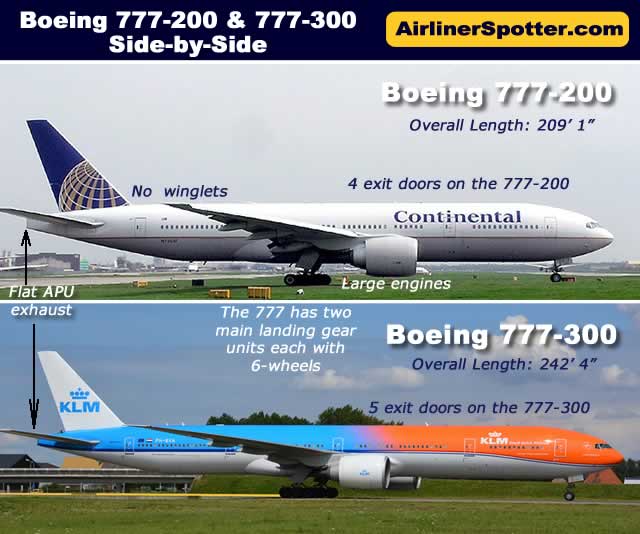 Boeing 777-200 & 777-300
Side-by-Side
AirlinerSpotter.com
Boeing 777-200
Overall Length: 209’ 1”
No winglets
4 exit doors on the 777-200
Continental
Large engines
Flat APU
exhaust
The 777 has two
main landing gear
units each with
6-wheels
Boeing 777-300
Overall Length: 242’ 4”
5 exit doors on the 777-300
KLM
KLM